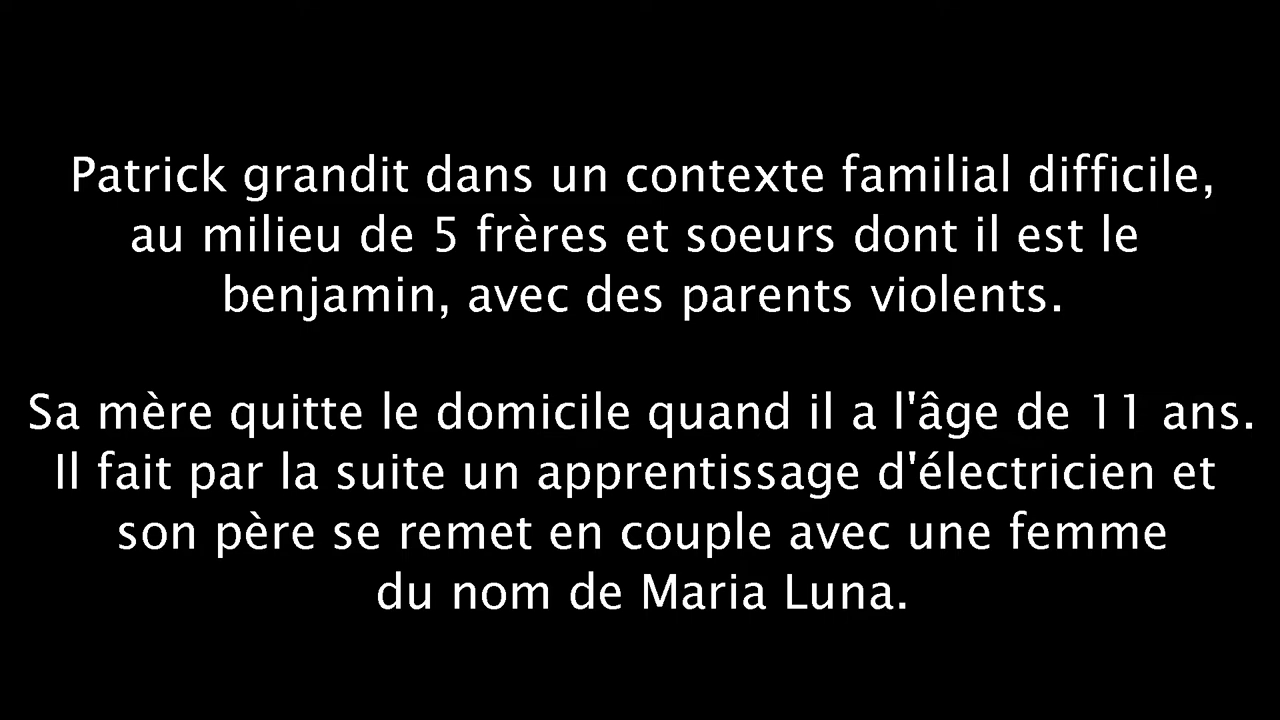 Patrick grandit dans un contexte familial difficile,
au milieu de 5 frères et soeurs dont il est le
benjamin, avec des parents violents.
Sa mère quitte le domicile quand il a l'âge de 11 ans.
Il fait par la suite un apprentissage d'électricien et
son père se remet en couple avec une femme
du nom de Maria Luna.